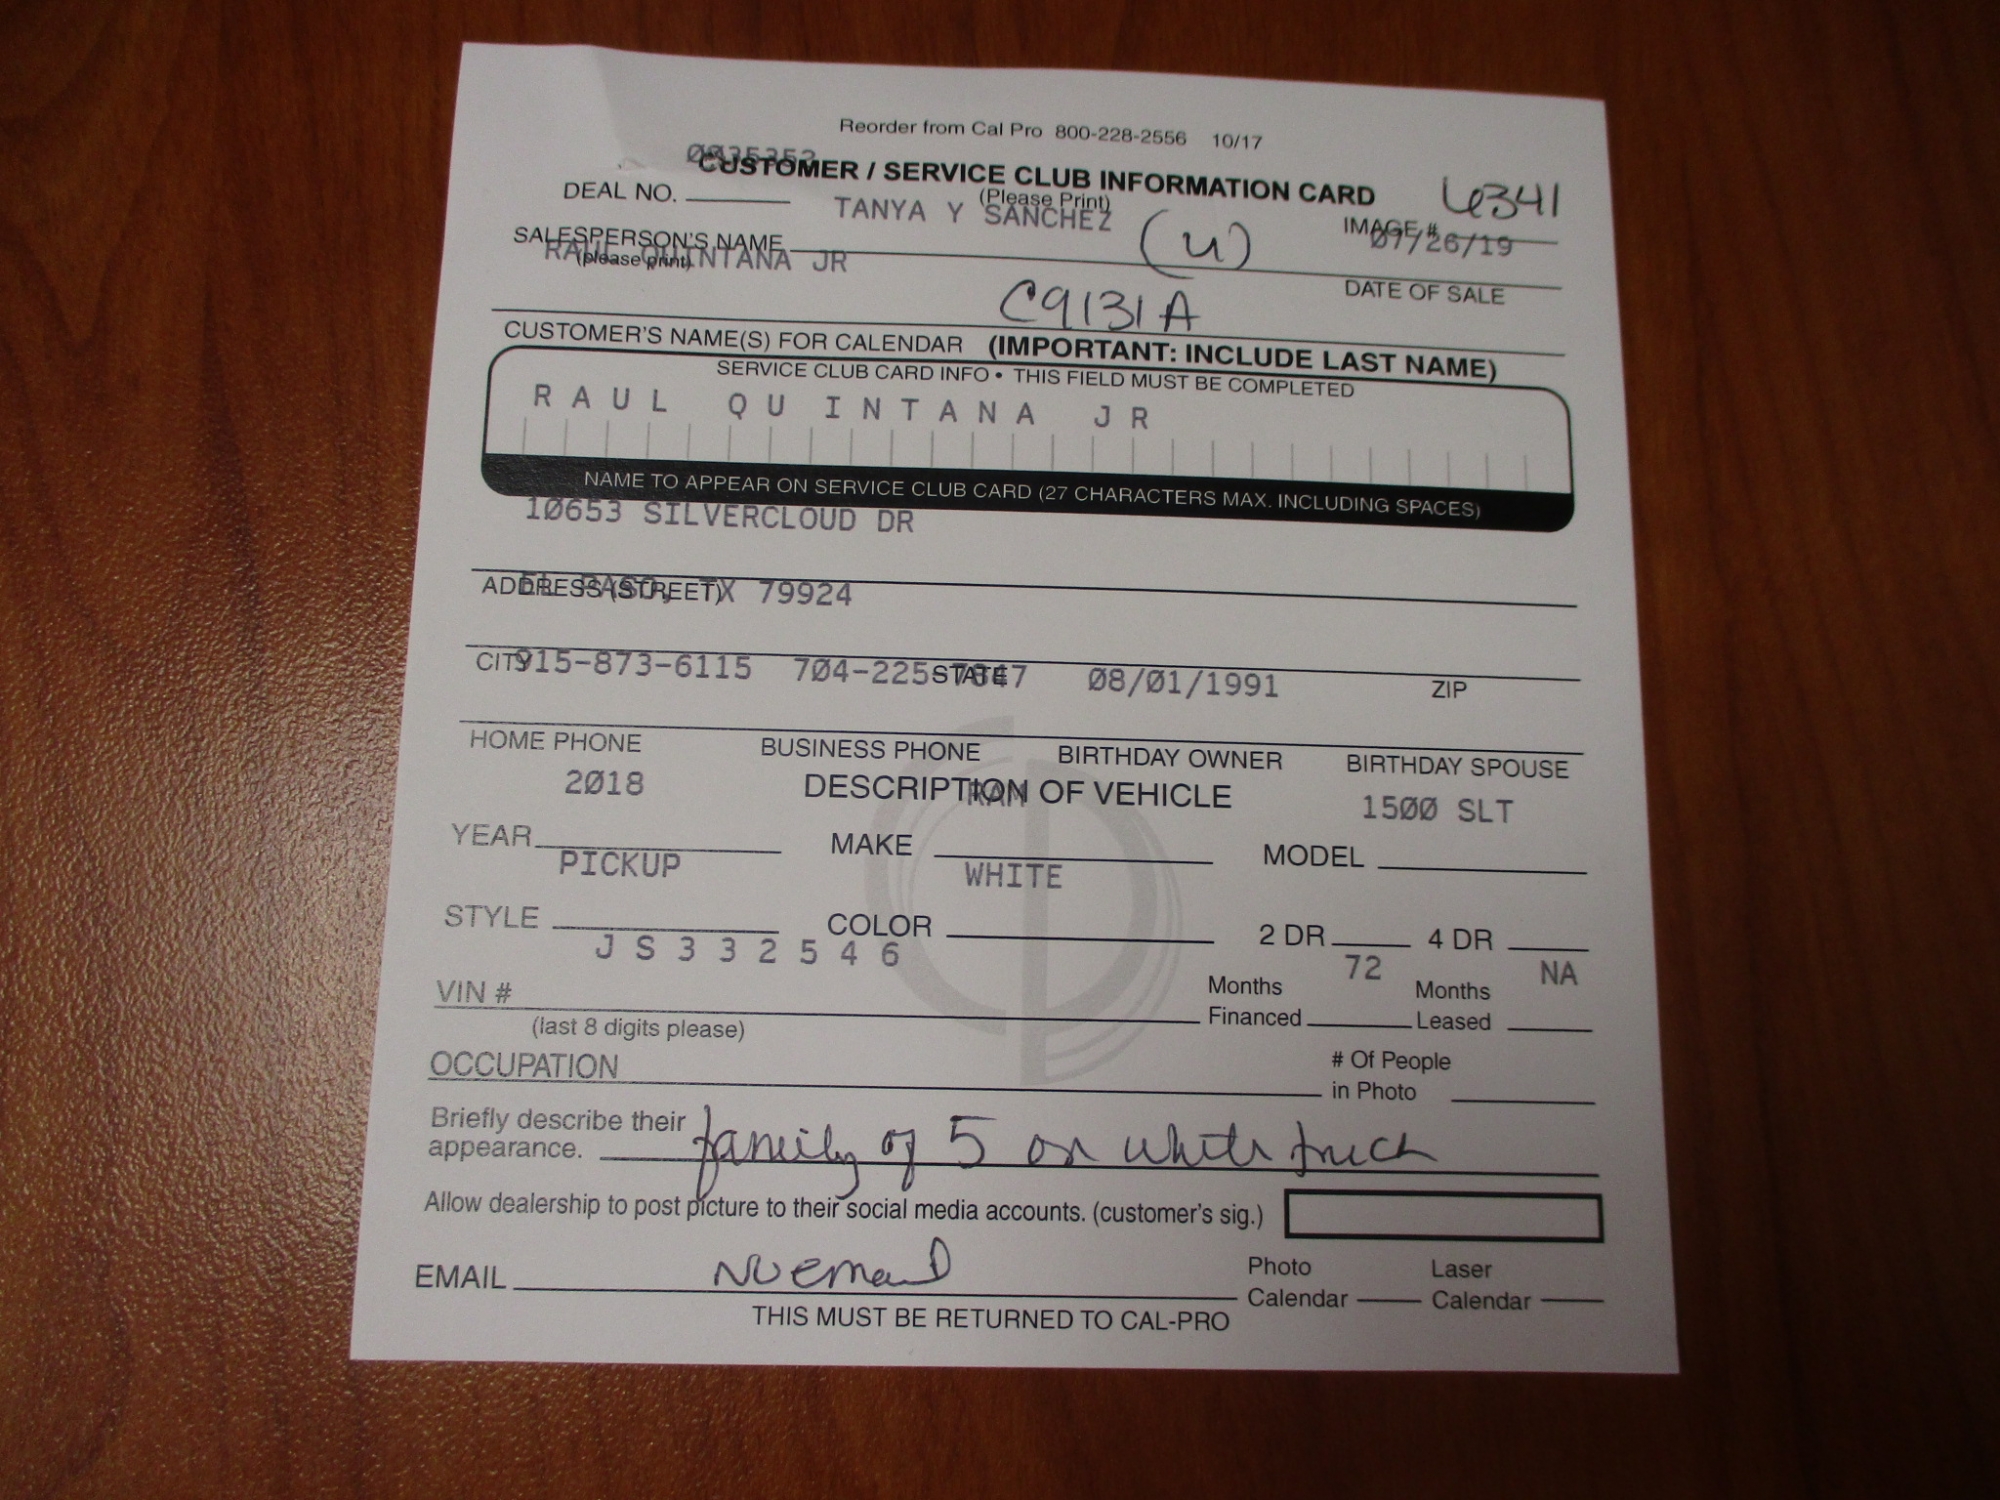 Reorder from Cal Pro 800-228-2556 10/17
CUSTOMER / SERVICE CLUB INFORMATION CARD
(Please Print)
DEAL NO.
6341
IMAGE #
TANYA Y SANCHEZ
SALESPERSON'S NAME
(please print)
(U)
07/26/19
DATE OF SALE
RAUL QUINTANA JR
C9131A
CUSTOMER'S NAME(S) FOR CALENDAR (IMPORTANT: INCLUDE LAST NAME)
SERVICE CLUB CARD INFO • THIS FIELD MUST BE COMPLETED
RAUL QUINTANA JR
NAME TO APPEAR ON SERVICE CLUB CARD (27 CHARACTERS MAX. INCLUDING SPACES)
10653 SILVERCLOUD DR
ADDRESS (STREET)
EL PASO, TX 79924
CITY STATE ZIP
915-873-6115 08/01/1991
HOME PHONE BUSINESS PHONE BIRTHDAY OWNER BIRTHDAY SPOUSE
DESCRIPTION OF VEHICLE
2018 RAM 1500 SLT
YEAR MAKE MODEL
PICKUP WHITE
STYLE COLOR 2 DR 4 DR
JS332546 72 NA
VIN # Months Financed Months Leased
(last 8 digits please)
OCCUPATION # Of People in Photo
Briefly describe their
appearance. family of 5 on white truck
Allow dealership to post picture to their social media accounts. (customer's sig.)
EMAIL Photo Calendar Laser Calendar
THIS MUST BE RETURNED TO CAL-PRO